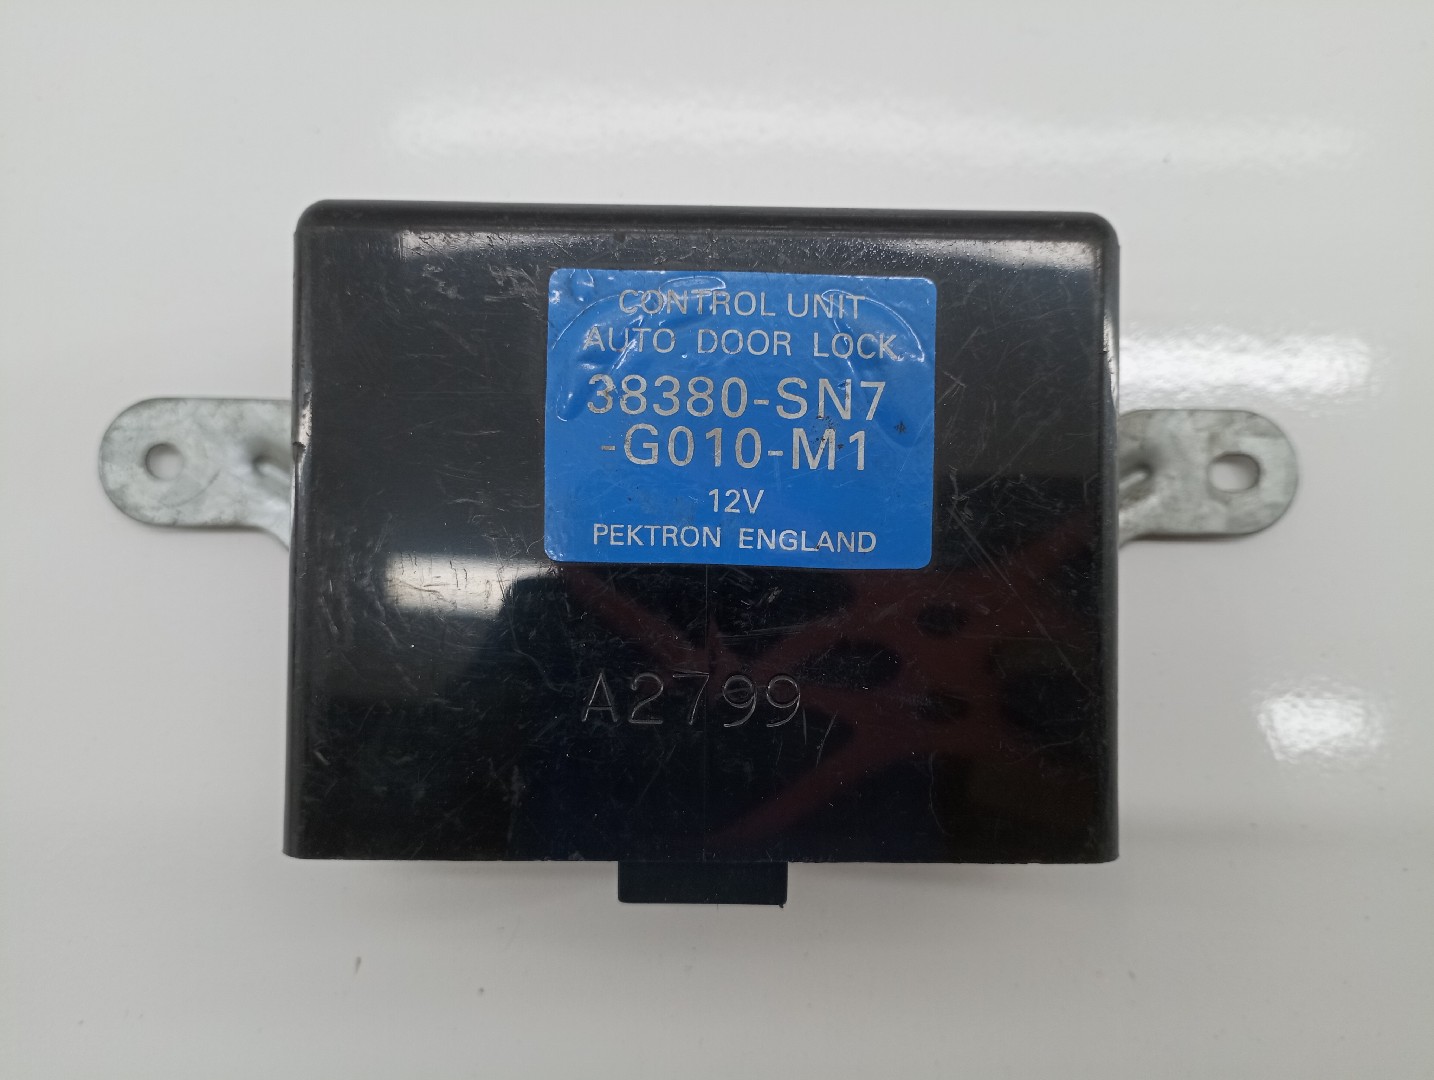 CONTROL UNIT
AUTO DOOR LOCK
38380-SN7
-G010-M1
12V
PEKTRON ENGLAND
A2799